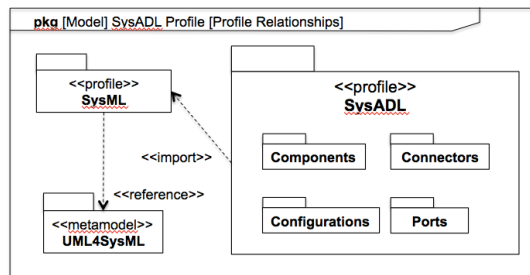 pkg [Model] SysADL Profile [Profile Relationships]
<<profile>>
SysML
<<profile>>
SysADL
Components
Connectors
<<import>>
<<reference>>
<<metamodel>>
UML4SysML
Configurations
Ports